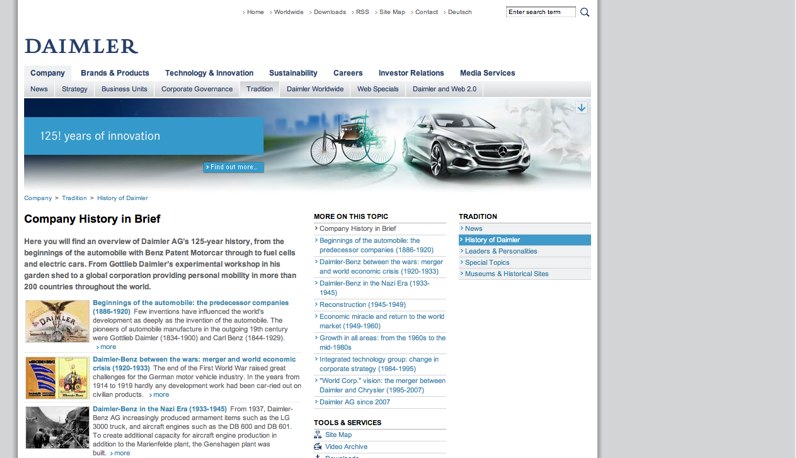 Home Worldwide Downloads RSS Site Map Contact Deutsch
Enter search term
DAIMLER
Company Brands & Products Technology & Innovation Sustainability Careers Investor Relations Media Services
News Strategy Business Units Corporate Governance Tradition Daimler Worldwide Web Specials Daimler and Web 2.0
125! years of innovation
Find out more...
Company > Tradition > History of Daimler
Company History in Brief
Here you will find an overview of Daimler AG's 125-year history, from the
beginnings of the automobile with Benz Patent Motorcar through to fuel cells
and electric cars. From Gottlieb Daimler's experimental workshop in his
garden shed to a global corporation providing personal mobility in more than
200 countries throughout the world.
DAIMLER
Beginnings of the automobile: the predecessor companies
(1886-1920) Few inventions have influenced the world's
development as deeply as the invention of the automobile. The
pioneers of automobile manufacture in the outgoing 19th century
were Gottlieb Daimler (1834-1900) and Carl Benz (1844-1929).
more
Daimler-Benz between the wars: merger and world economic
crisis (1920-1933) The end of the First World War raised great
challenges for the German motor vehicle industry. In the years from
1914 to 1919 hardly any development work had been car-ried out on
civilian products. more
Daimler-Benz in the Nazi Era (1933-1945) From 1937, Daimler-
Benz AG increasingly produced armament items such as the LG
3000 truck, and aircraft engines such as the DB 600 and DB 601.
To create additional capacity for aircraft engine production in
addition to the Marienfelde plant, the Genshagen plant was
built. more
MORE ON THIS TOPIC
Company History in Brief
Beginnings of the automobile: the
predecessor companies (1886-1920)
Daimler-Benz between the wars: merger
and world economic crisis (1920-1933)
Daimler-Benz in the Nazi Era (1933-
1945)
Reconstruction (1945-1949)
Economic miracle and return to the world
market (1949-1960)
Growth in all areas: from the 1960s to the
mid-1980s
Integrated technology group: change in
corporate strategy (1984-1995)
"World Corp." vision: the merger between
Daimler and Chrysler (1995-2007)
Daimler AG since 2007
TOOLS & SERVICES
Site Map
Video Archive
Downloads
TRADITION
News
History of Daimler
Leaders & Personalities
Special Topics
Museums & Historical Sites